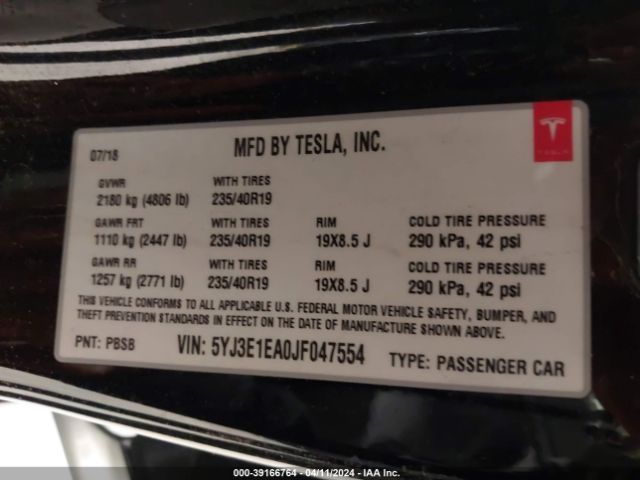 07/18 MFD BY TESLA, INC.
TESLA
GVWR WITH TIRES
2180 kg (4806 lb) 235/40R19
GAWR FRT WITH TIRES RIM COLD TIRE PRESSURE
1110 kg (2447 lb) 235/40R19 19X8.5 J 290 kPa, 42 psi
GAWR RR WITH TIRES RIM COLD TIRE PRESSURE
1257 kg (2771 lb) 235/40R19 19X8.5 J 290 kPa, 42 psi
THIS VEHICLE CONFORMS TO ALL APPLICABLE U.S. FEDERAL MOTOR VEHICLE SAFETY, BUMPER, AND
THEFT PREVENTION STANDARDS IN EFFECT ON THE DATE OF MANUFACTURE SHOWN ABOVE.
PNT: PBSB VIN: 5YJ3E1EA0JF047554 TYPE: PASSENGER CAR
000-39166764 - 04/11/2024 - IAA Inc.